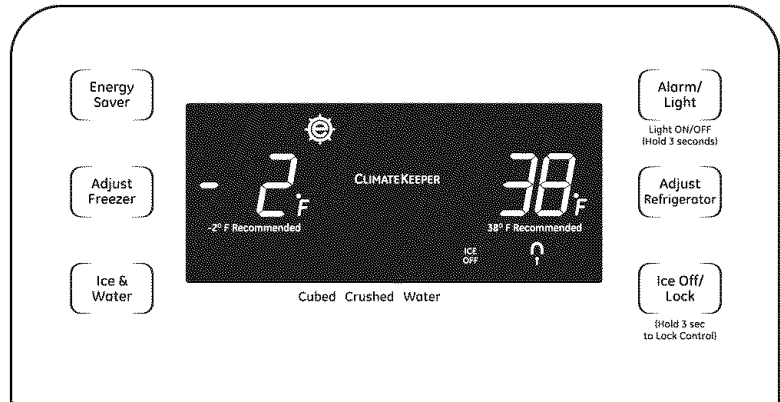 Energy
Saver
Alarm/
Light
Light ON/OFF
(Hold 3 seconds)
e
Adjust
Freezer
- 2°F
CLIMATEKEEPER
38°F
Adjust
Refrigerator
-2° F Recommended
38° F Recommended
ICE
OFF
Ice &
Water
Cubed Crushed Water
Ice Off/
Lock
(Hold 3 sec
to Lock Control)